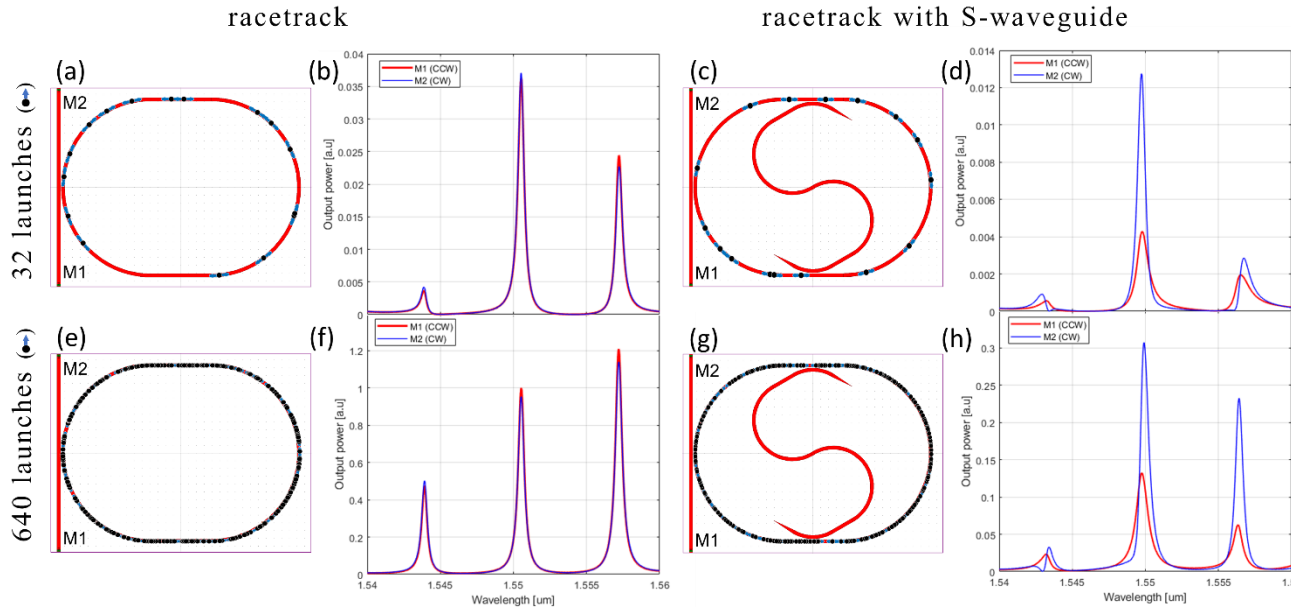 racetrack
racetrack with S-waveguide
32 launches ( )
640 launches ( )
(a)
M2
M1
(b)
M1 (CCW)
M2 (CW)
Output power [a.u]
0.04
0.035
0.03
0.025
0.02
0.015
0.01
0.005
0
(c)
M2
M1
(d)
M1 (CCW)
M2 (CW)
Output power [a.u]
0.014
0.012
0.01
0.008
0.006
0.004
0.002
0
(e)
M2
M1
(f)
M1 (CCW)
M2 (CW)
Output power [a.u]
1.2
1
0.8
0.6
0.4
0.2
0
1.54
1.545
1.55
1.555
1.56
Wavelength [um]
(g)
M2
M1
(h)
M1 (CCW)
M2 (CW)
Output power [a.u]
0.3
0.25
0.2
0.15
0.1
0.05
0
1.54
1.545
1.55
1.555
Wavelength [um]